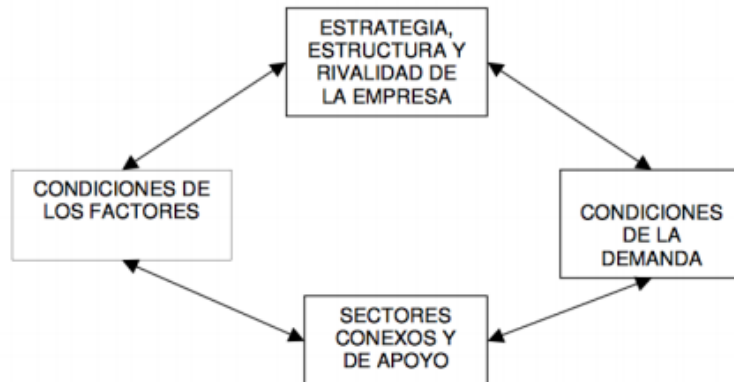 ESTRATEGIA,
ESTRUCTURA Y
RIVALIDAD DE
LA EMPRESA
CONDICIONES DE
LOS FACTORES
CONDICIONES
DE LA
DEMANDA
SECTORES
CONEXOS Y
DE APOYO